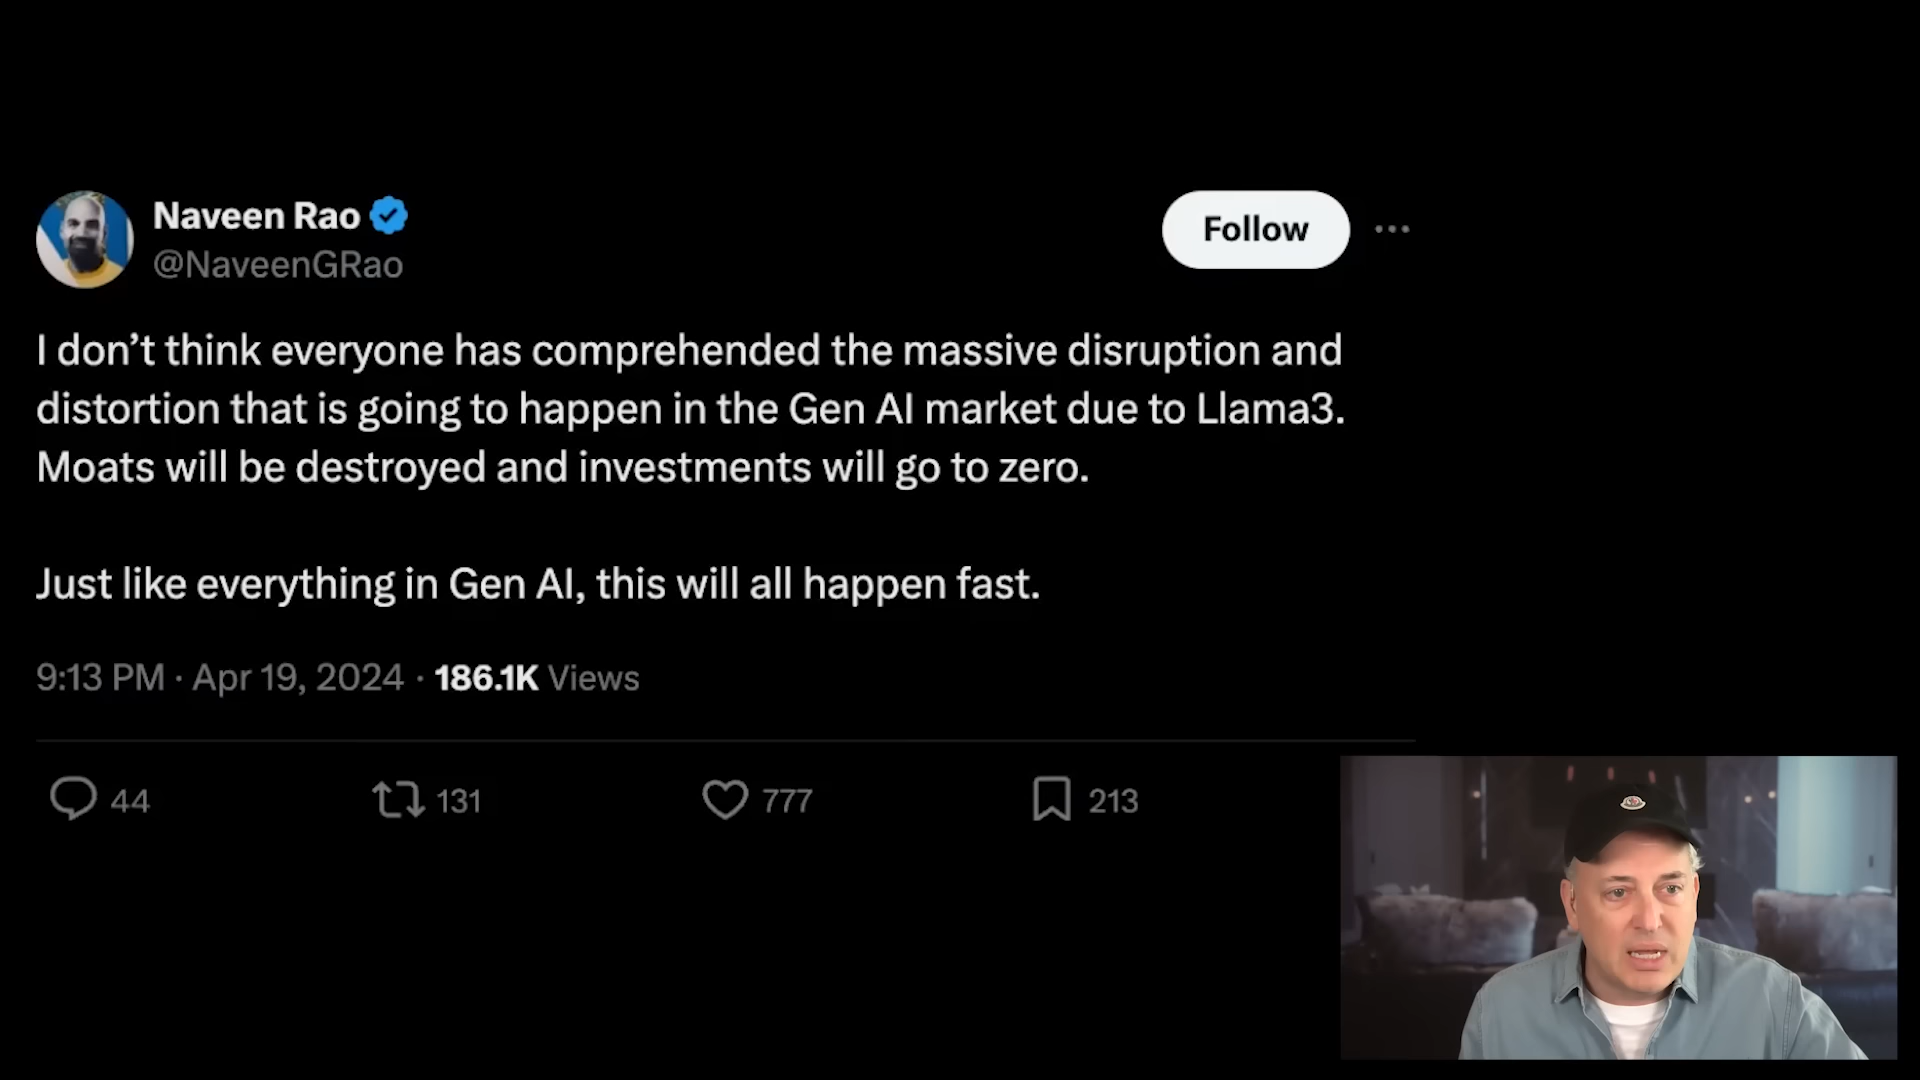 Naveen Rao
@NaveenGRao
Follow
I don’t think everyone has comprehended the massive disruption and
distortion that is going to happen in the Gen AI market due to Llama3.
Moats will be destroyed and investments will go to zero.
Just like everything in Gen AI, this will all happen fast.
9:13 PM · Apr 19, 2024 · 186.1K Views
44
131
777
213